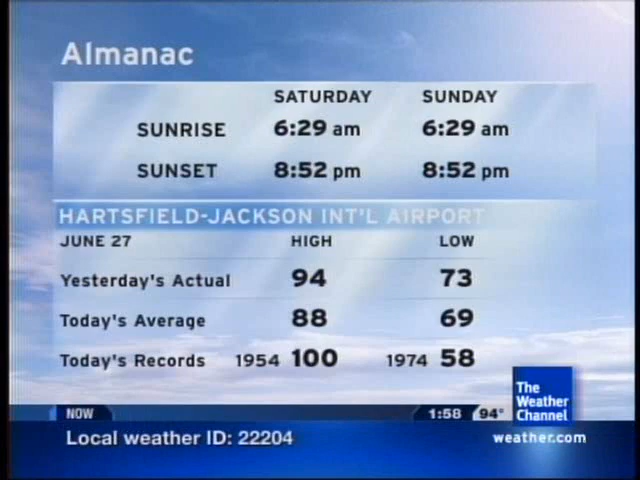 Almanac
SATURDAY SUNDAY
SUNRISE 6:29 am 6:29 am
SUNSET 8:52 pm 8:52 pm
HARTSFIELD-JACKSON INT'L AIRPORT
JUNE 27 HIGH LOW
Yesterday's Actual 94 73
Today's Average 88 69
Today's Records 1954 100 1974 58
The
Weather
Channel
NOW 1:58 94°
Local weather ID: 22204 weather.com